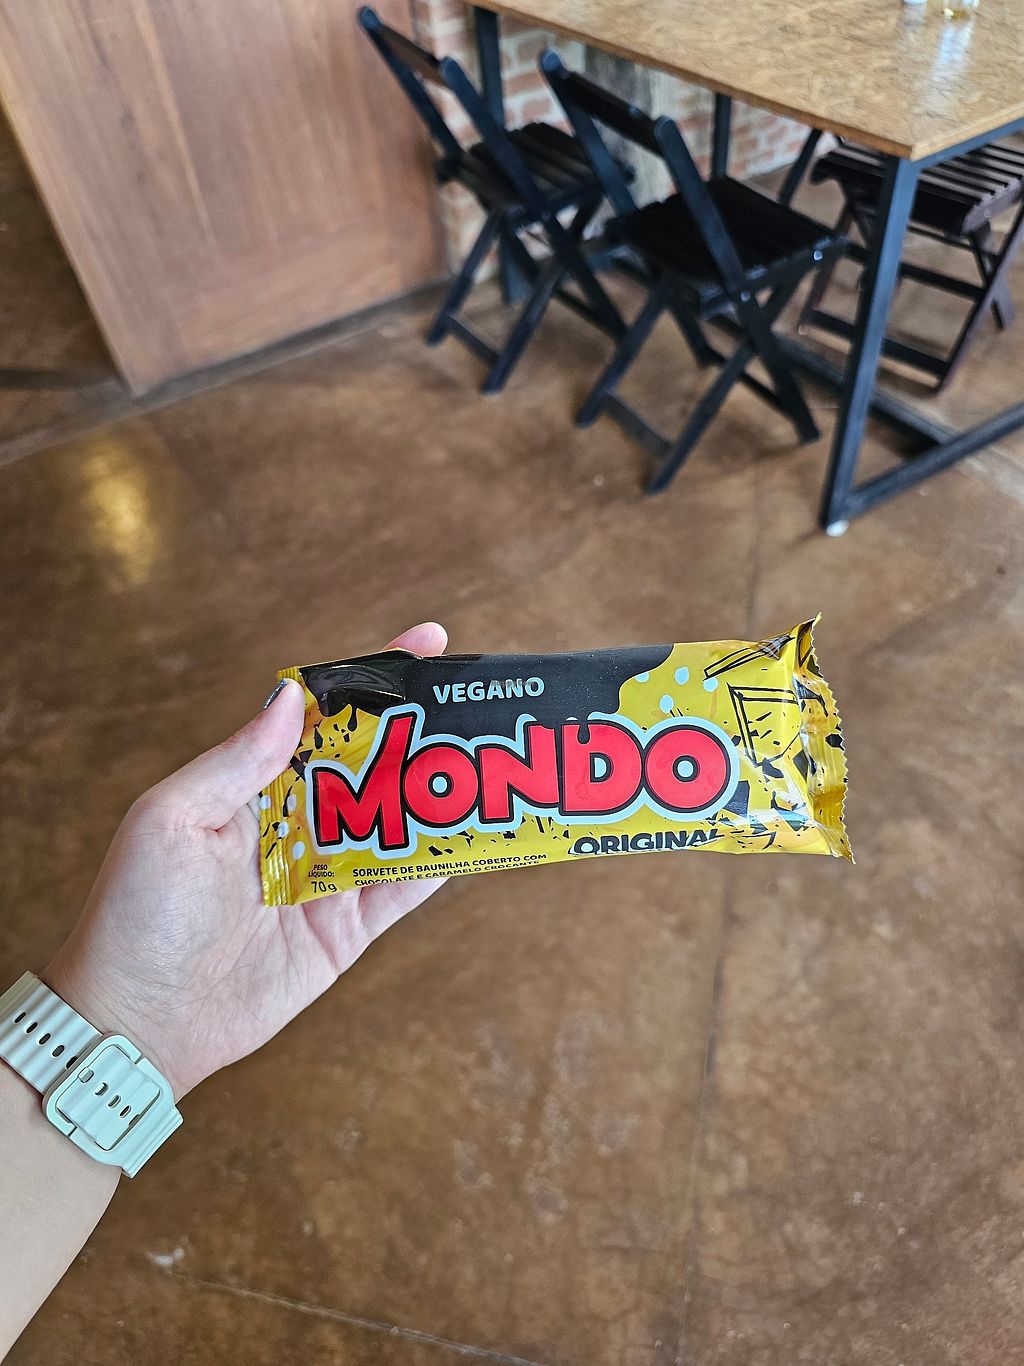 VEGANO
MONDO
ORIGINAL
PESO
LÍQUIDO:
70g
SORVETE DE BAUNILHA COBERTO COM
CHOCOLATE E CARAMELO CROCANTE